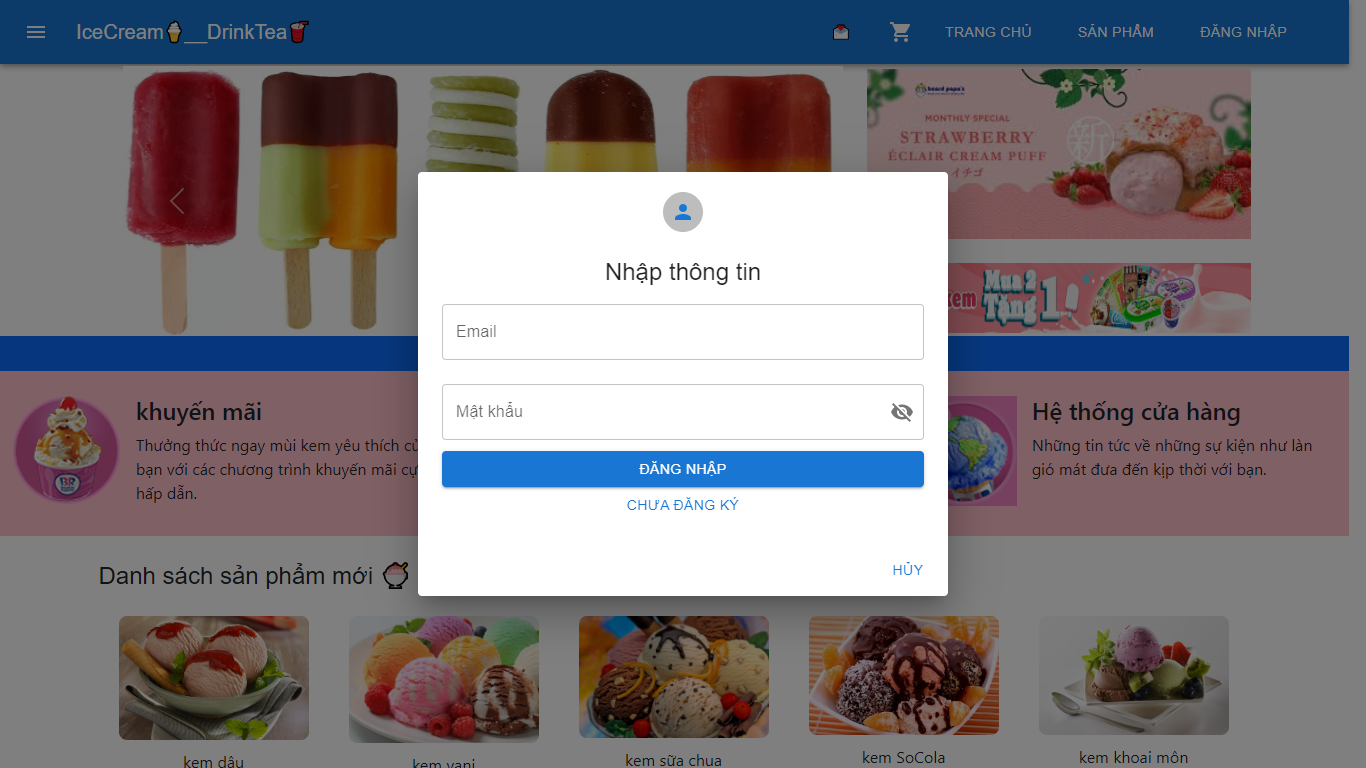 IceCream🍦__DrinkTea🥤
TRANG CHỦ
SẢN PHẨM
ĐĂNG NHẬP
beard papa's
MONTHLY SPECIAL
STRAWBERRY
ÉCLAIR CREAM PUFF
イチゴ
新
kem Mua 2
Tặng 1
Nhập thông tin
Email
Mật khẩu
ĐĂNG NHẬP
CHƯA ĐĂNG KÝ
HỦY
khuyến mãi
Thưởng thức ngay mùi kem yêu thích củ
bạn với các chương trình khuyến mãi cự
hấp dẫn.
BR
Hệ thống cửa hàng
Những tin tức về những sự kiện như làn
gió mát đưa đến kịp thời với bạn.
Danh sách sản phẩm mới 🍧
kem dâu
kem vani
kem sữa chua
kem SoCola
kem khoai môn